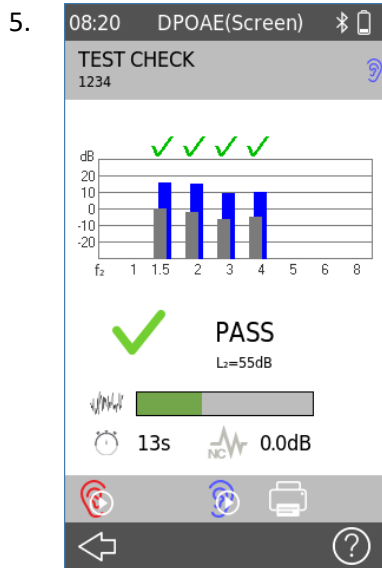 5.
08:20 DPOAE(Screen)
TEST CHECK
1234
dB
20
10
0
-10
-20
f₂ 1 1.5 2 3 4 5 6 8
PASS
L₂=55dB
13s NC 0.0dB
?